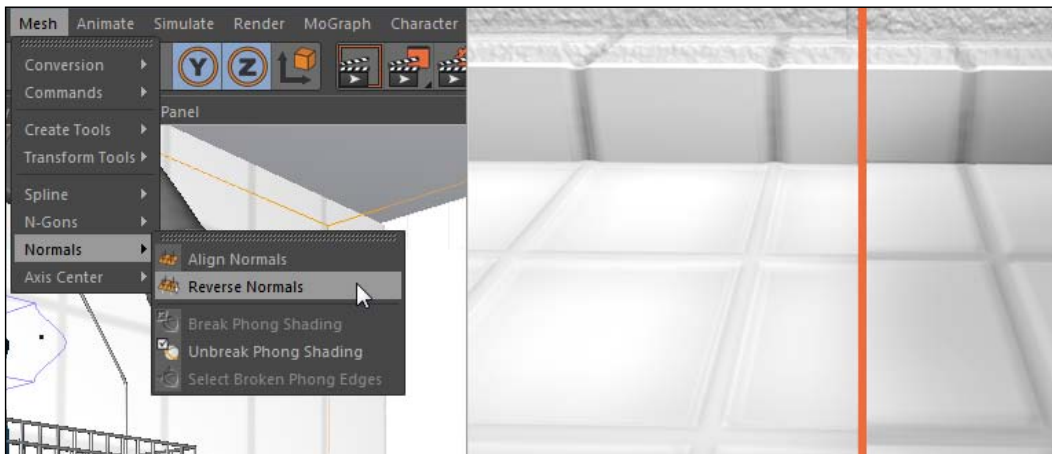 Mesh Animate Simulate Render MoGraph Character
Y Z
Conversion
Commands
Panel
Create Tools
Transform Tools
Spline
N-Gons
Normals
Axis Center
Align Normals
Reverse Normals
Break Phong Shading
Unbreak Phong Shading
Select Broken Phong Edges